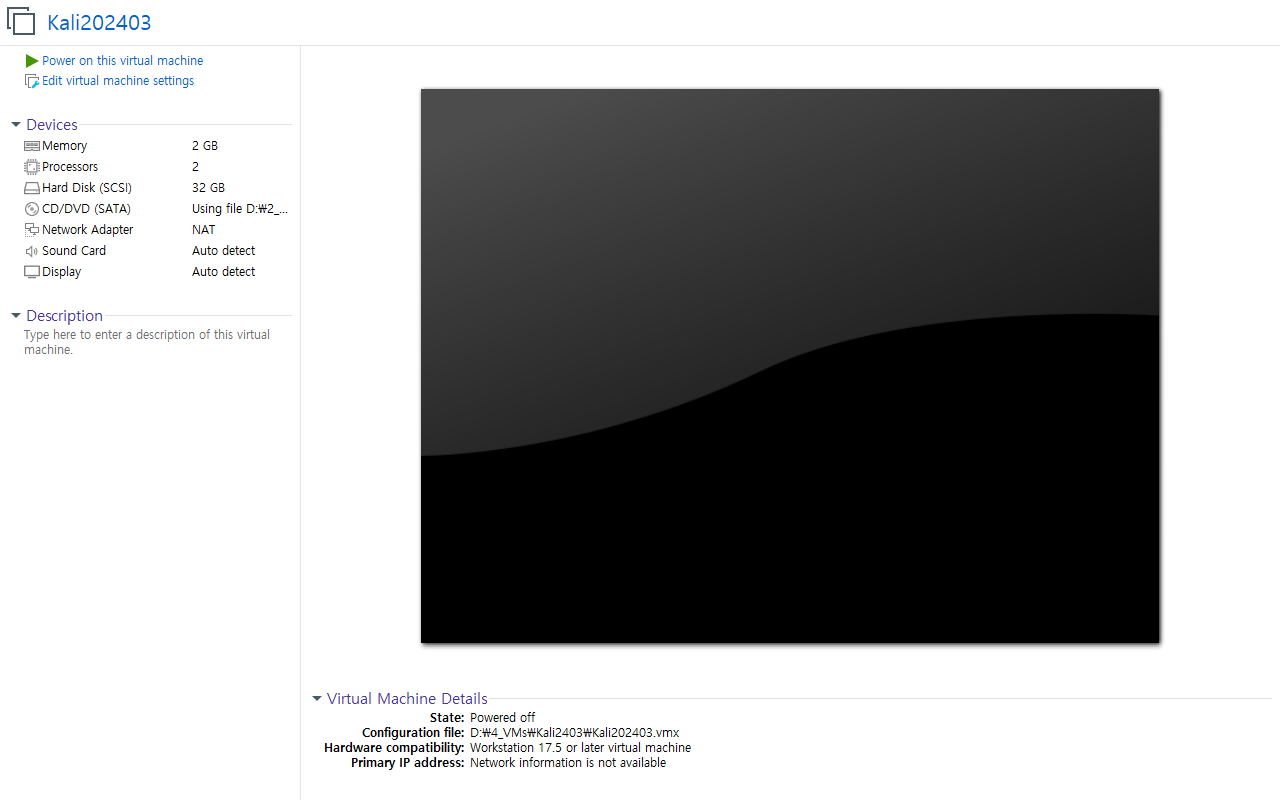 Kali202403
Power on this virtual machine
Edit virtual machine settings
Devices
Memory 2 GB
Processors 2
Hard Disk (SCSI) 32 GB
CD/DVD (SATA) Using file D:₩2_...
Network Adapter NAT
Sound Card Auto detect
Display Auto detect
Description
Type here to enter a description of this virtual
machine.
Virtual Machine Details
State: Powered off
Configuration file: D:₩4_VMs₩Kali2403₩Kali202403.vmx
Hardware compatibility: Workstation 17.5 or later virtual machine
Primary IP address: Network information is not available